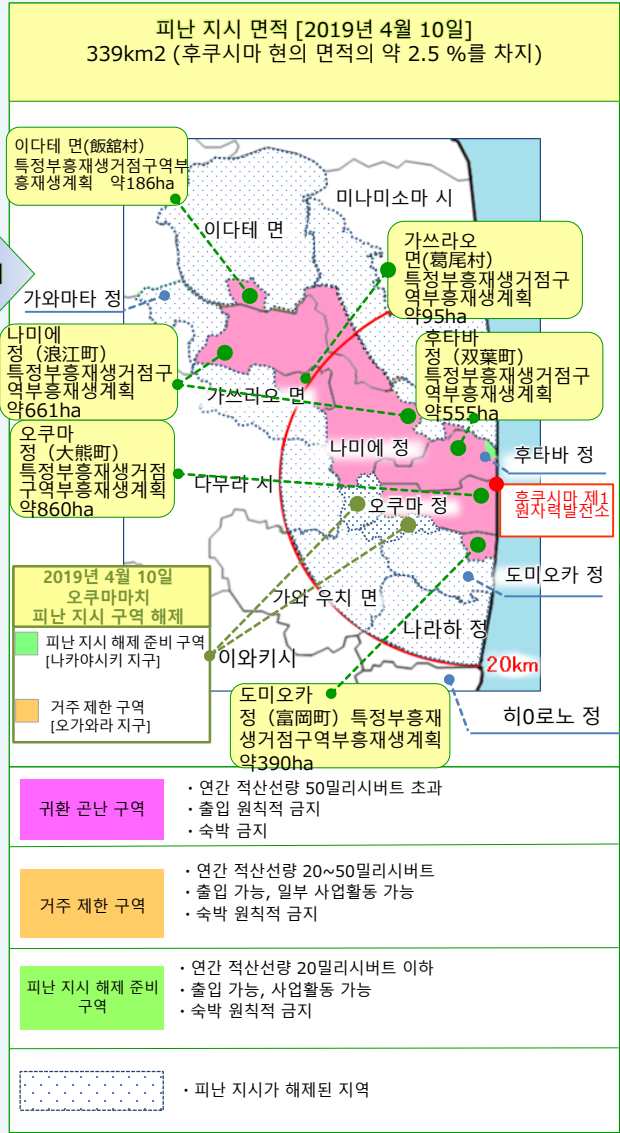 피난 지시 면적 [2019년 4월 10일]
339km2 (후쿠시마 현의 면적의 약 2.5 %를 차지)
이다테 면(飯舘村)
특정부흥재생거점구역부
흥재생계획 약186ha
미나미소마 시
이다테 면
가쓰라오
면(葛尾村)
특정부흥재생거점구
역부흥재생계획
약95ha
가와마타 정
나미에
정（浪江町）
특정부흥재생거점구
역부흥재생계획
약661ha
후타바
정（双葉町）
특정부흥재생거점구
역부흥재생계획
약555ha
가쓰라오 면
오쿠마
정（大熊町）
특정부흥재생거점
구역부흥재생계획
약860ha
나미에 정
후타바 정
다무라 시
오쿠마 정
후쿠시마 제1
원자력발전소
2019년 4월 10일
오쿠마마치
피난 지시 구역 해제
피난 지시 해제 준비 구역
[나카야시키 지구]
거주 제한 구역
[오가와라 지구]
도미오카 정
가와 우치 면
나라하 정
이와키시
20km
도미오카
정（富岡町）특정부흥재
생거점구역부흥재생계획
약390ha
히0로노 정
귀환 곤난 구역
・연간 적산선량 50밀리시버트 초과
・출입 원칙적 금지
・숙박 금지
거주 제한 구역
・연간 적산선량 20~50밀리시버트
・출입 가능, 일부 사업활동 가능
・숙박 원칙적 금지
피난 지시 해제 준비
구역
・연간 적산선량 20밀리시버트 이하
・출입 가능, 사업활동 가능
・숙박 원칙적 금지
・피난 지시가 해제된 지역